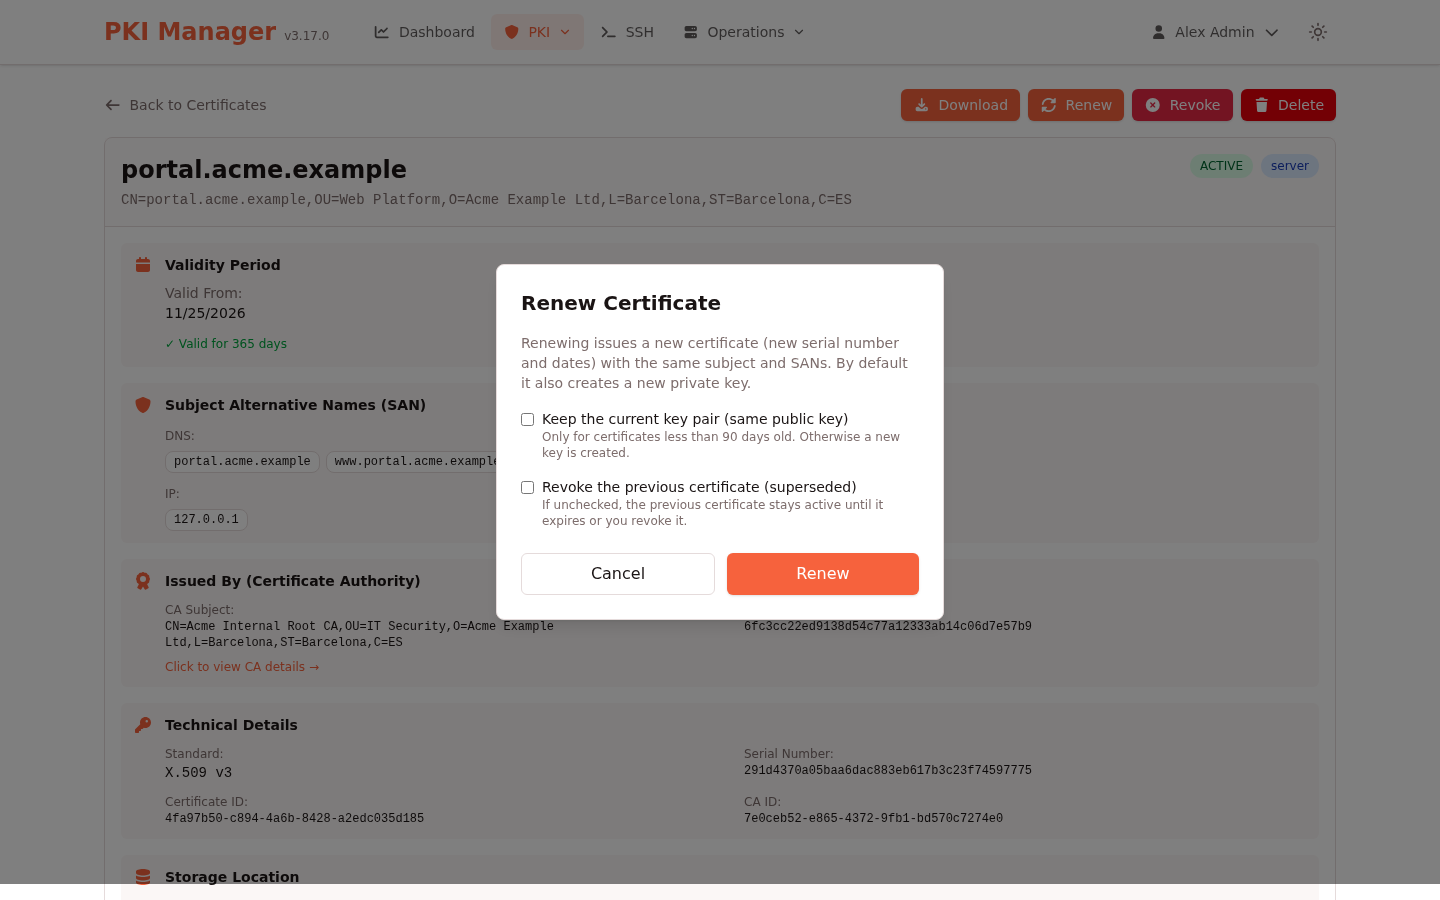 PKI Manager v3.17.0
Dashboard
PKI
SSH
Operations
Alex Admin
Back to Certificates
Download
Renew
Revoke
Delete
portal.acme.example
ACTIVE
server
CN=portal.acme.example,OU=Web Platform,O=Acme Example Ltd,L=Barcelona,ST=Barcelona,C=ES
Validity Period
Valid From:
11/25/2026
✓ Valid for 365 days
Subject Alternative Names (SAN)
DNS:
portal.acme.example
www.portal.acme.example
IP:
127.0.0.1
Renew Certificate
Renewing issues a new certificate (new serial number
and dates) with the same subject and SANs. By default
it also creates a new private key.
Keep the current key pair (same public key)
Only for certificates less than 90 days old. Otherwise a new
key is created.
Revoke the previous certificate (superseded)
If unchecked, the previous certificate stays active until it
expires or you revoke it.
Cancel
Renew
Issued By (Certificate Authority)
CA Subject:
CN=Acme Internal Root CA,OU=IT Security,O=Acme Example
Ltd,L=Barcelona,ST=Barcelona,C=ES
6fc3cc22ed9138d54c77a12333ab14c06d7e57b9
Click to view CA details →
Technical Details
Standard:
X.509 v3
Serial Number:
291d4370a05baa6dac883eb617b3c23f74597775
Certificate ID:
4fa97b50-c894-4a6b-8428-a2edc035d185
CA ID:
7e0ceb52-e865-4372-9fb1-bd570c7274e0
Storage Location